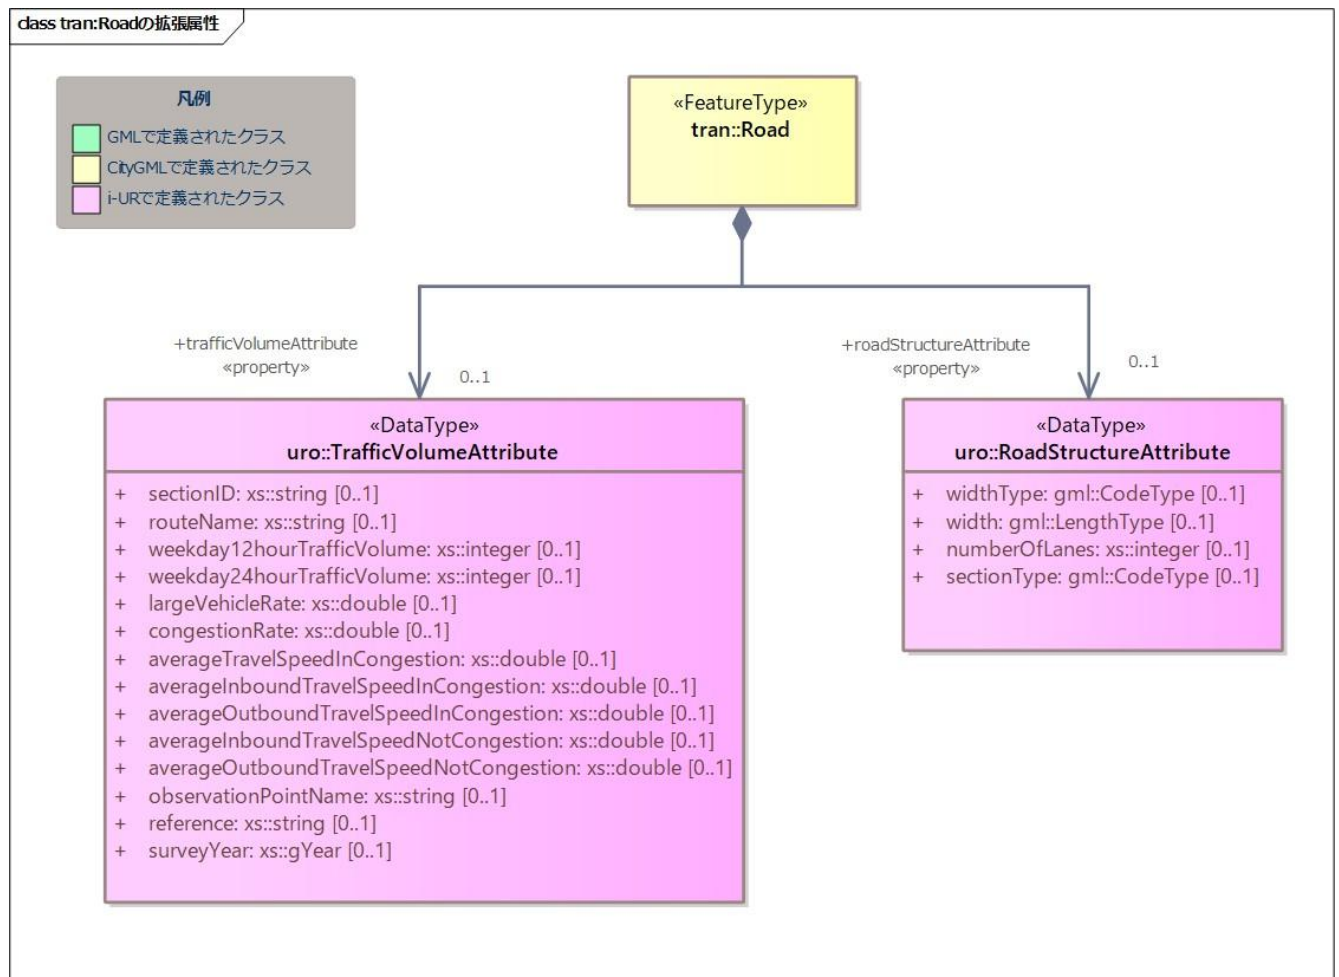 class tran:Roadの拡張属性
凡例
GMLで定義されたクラス
CityGMLで定義されたクラス
i-URで定義されたクラス
«FeatureType»
tran::Road
+trafficVolumeAttribute
«property»
0..1
+roadStructureAttribute
«property»
0..1
«DataType»
uro::TrafficVolumeAttribute
+ sectionID: xs::string [0..1]
+ routeName: xs::string [0..1]
+ weekday12hourTrafficVolume: xs::integer [0..1]
+ weekday24hourTrafficVolume: xs::integer [0..1]
+ largeVehicleRate: xs::double [0..1]
+ congestionRate: xs::double [0..1]
+ averageTravelSpeedInCongestion: xs::double [0..1]
+ averageInboundTravelSpeedInCongestion: xs::double [0..1]
+ averageOutboundTravelSpeedInCongestion: xs::double [0..1]
+ averageInboundTravelSpeedNotCongestion: xs::double [0..1]
+ averageOutboundTravelSpeedNotCongestion: xs::double [0..1]
+ observationPointName: xs::string [0..1]
+ reference: xs::string [0..1]
+ surveyYear: xs::gYear [0..1]
«DataType»
uro::RoadStructureAttribute
+ widthType: gml::CodeType [0..1]
+ width: gml::LengthType [0..1]
+ numberOfLanes: xs::integer [0..1]
+ sectionType: gml::CodeType [0..1]